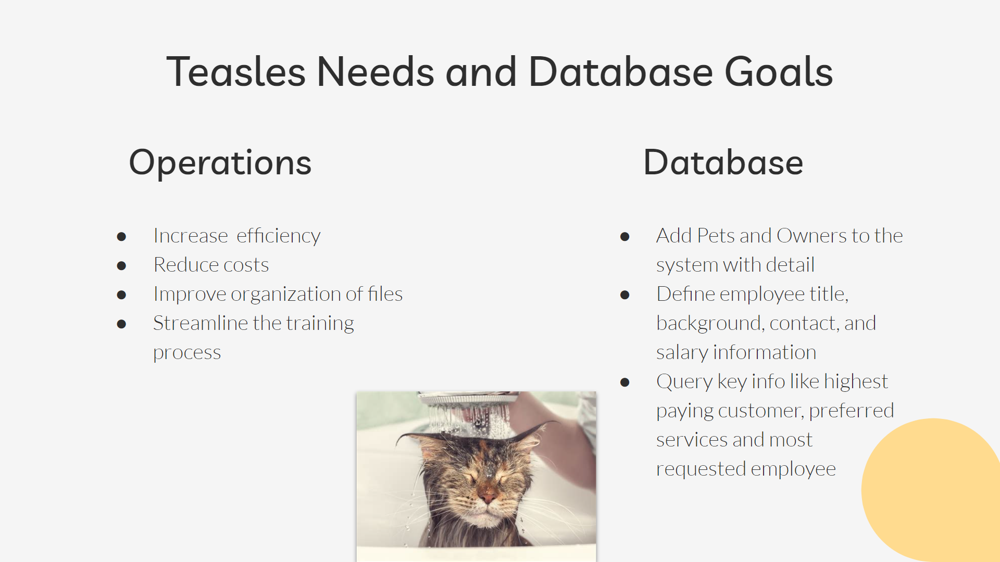 Teasles Needs and Database Goals
Operations
● Increase  efficiency
● Reduce costs
● Improve organization of files
● Streamline the training
process
Database
● Add Pets and Owners to the
system with detail
● Define employee title,
background, contact, and
salary information
● Query key info like highest
paying customer, preferred
services and most
requested employee